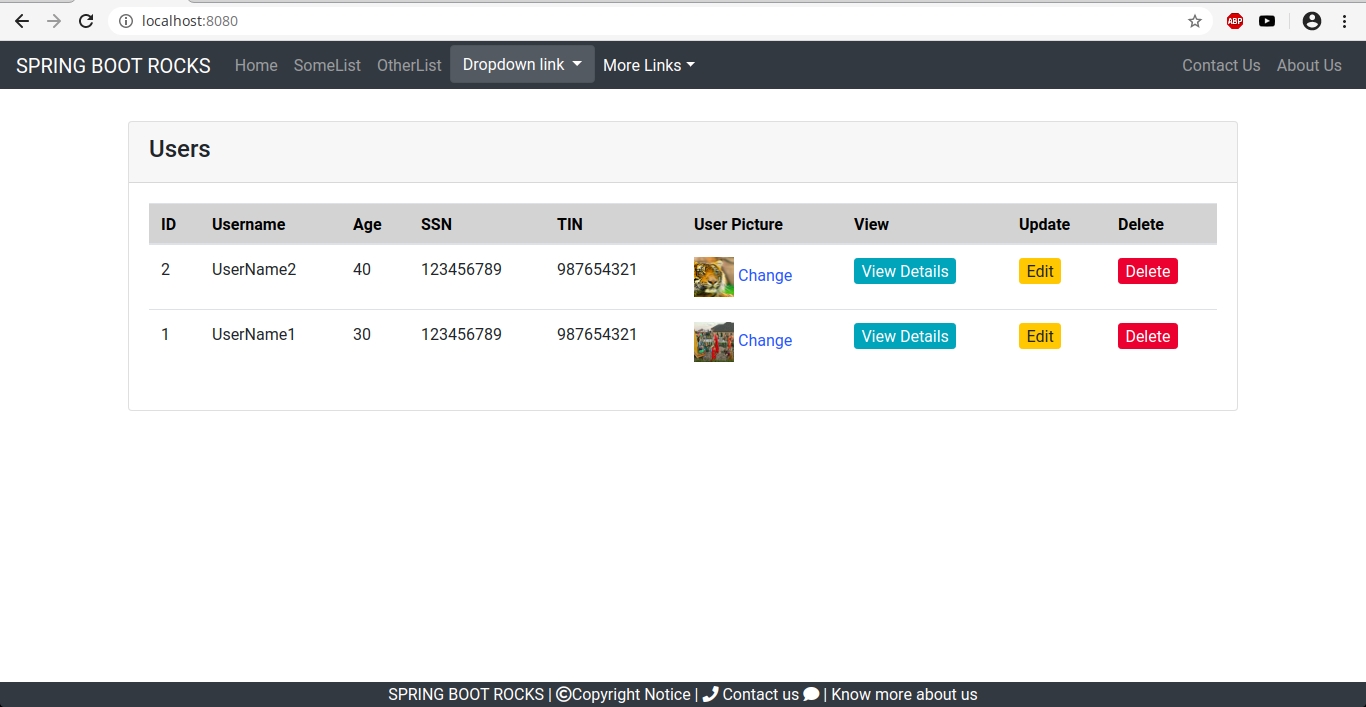 localhost:8080
ABP
SPRING BOOT ROCKS Home SomeList OtherList Dropdown link More Links Contact Us About Us
Users
ID Username Age SSN TIN User Picture View Update Delete
2 UserName2 40 123456789 987654321 Change View Details Edit Delete
1 UserName1 30 123456789 987654321 Change View Details Edit Delete
SPRING BOOT ROCKS | ©Copyright Notice | Contact us | Know more about us